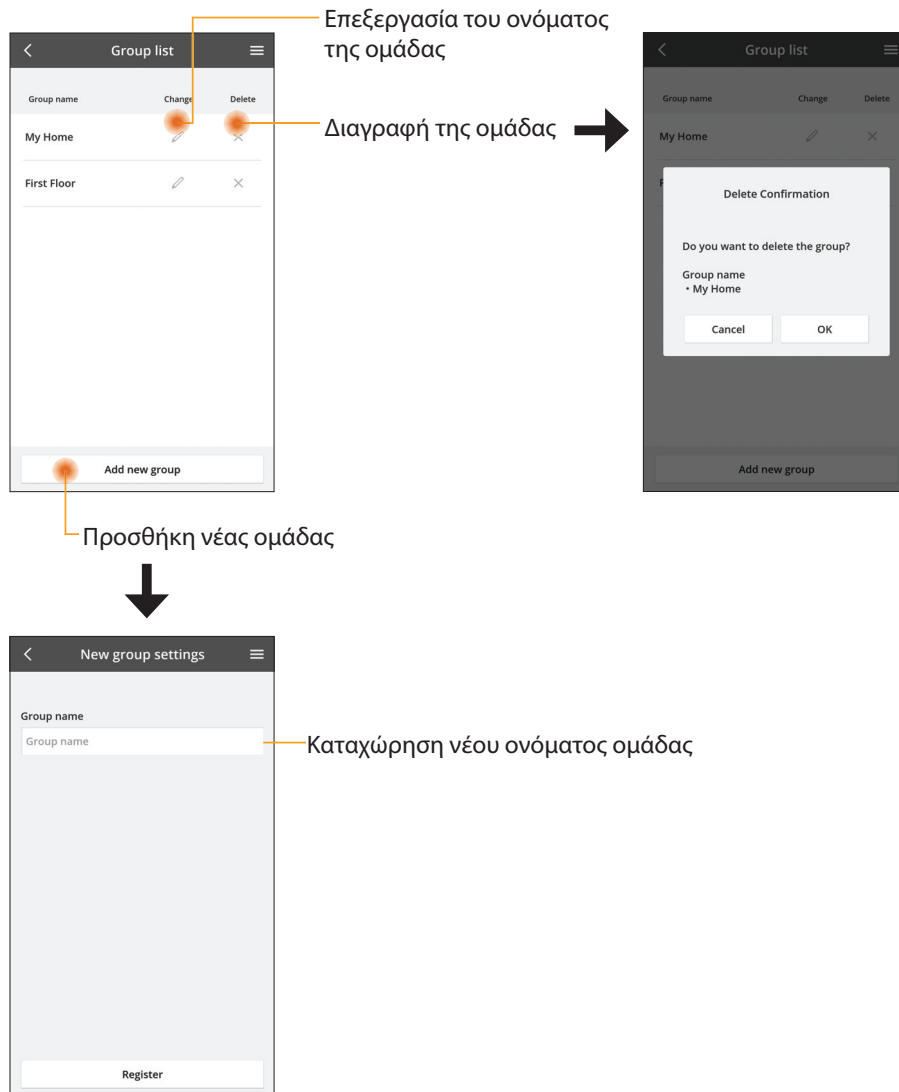 Επεξεργασία του ονόματος
της ομάδας
Group list
Group name Change Delete
My Home
First Floor
Add new group
Διαγραφή της ομάδας
Group list
Group name Change Delete
My Home
F
Delete Confirmation
Do you want to delete the group?
Group name
• My Home
Cancel OK
Add new group
Προσθήκη νέας ομάδας
New group settings
Group name
Group name
Καταχώρηση νέου ονόματος ομάδας
Register